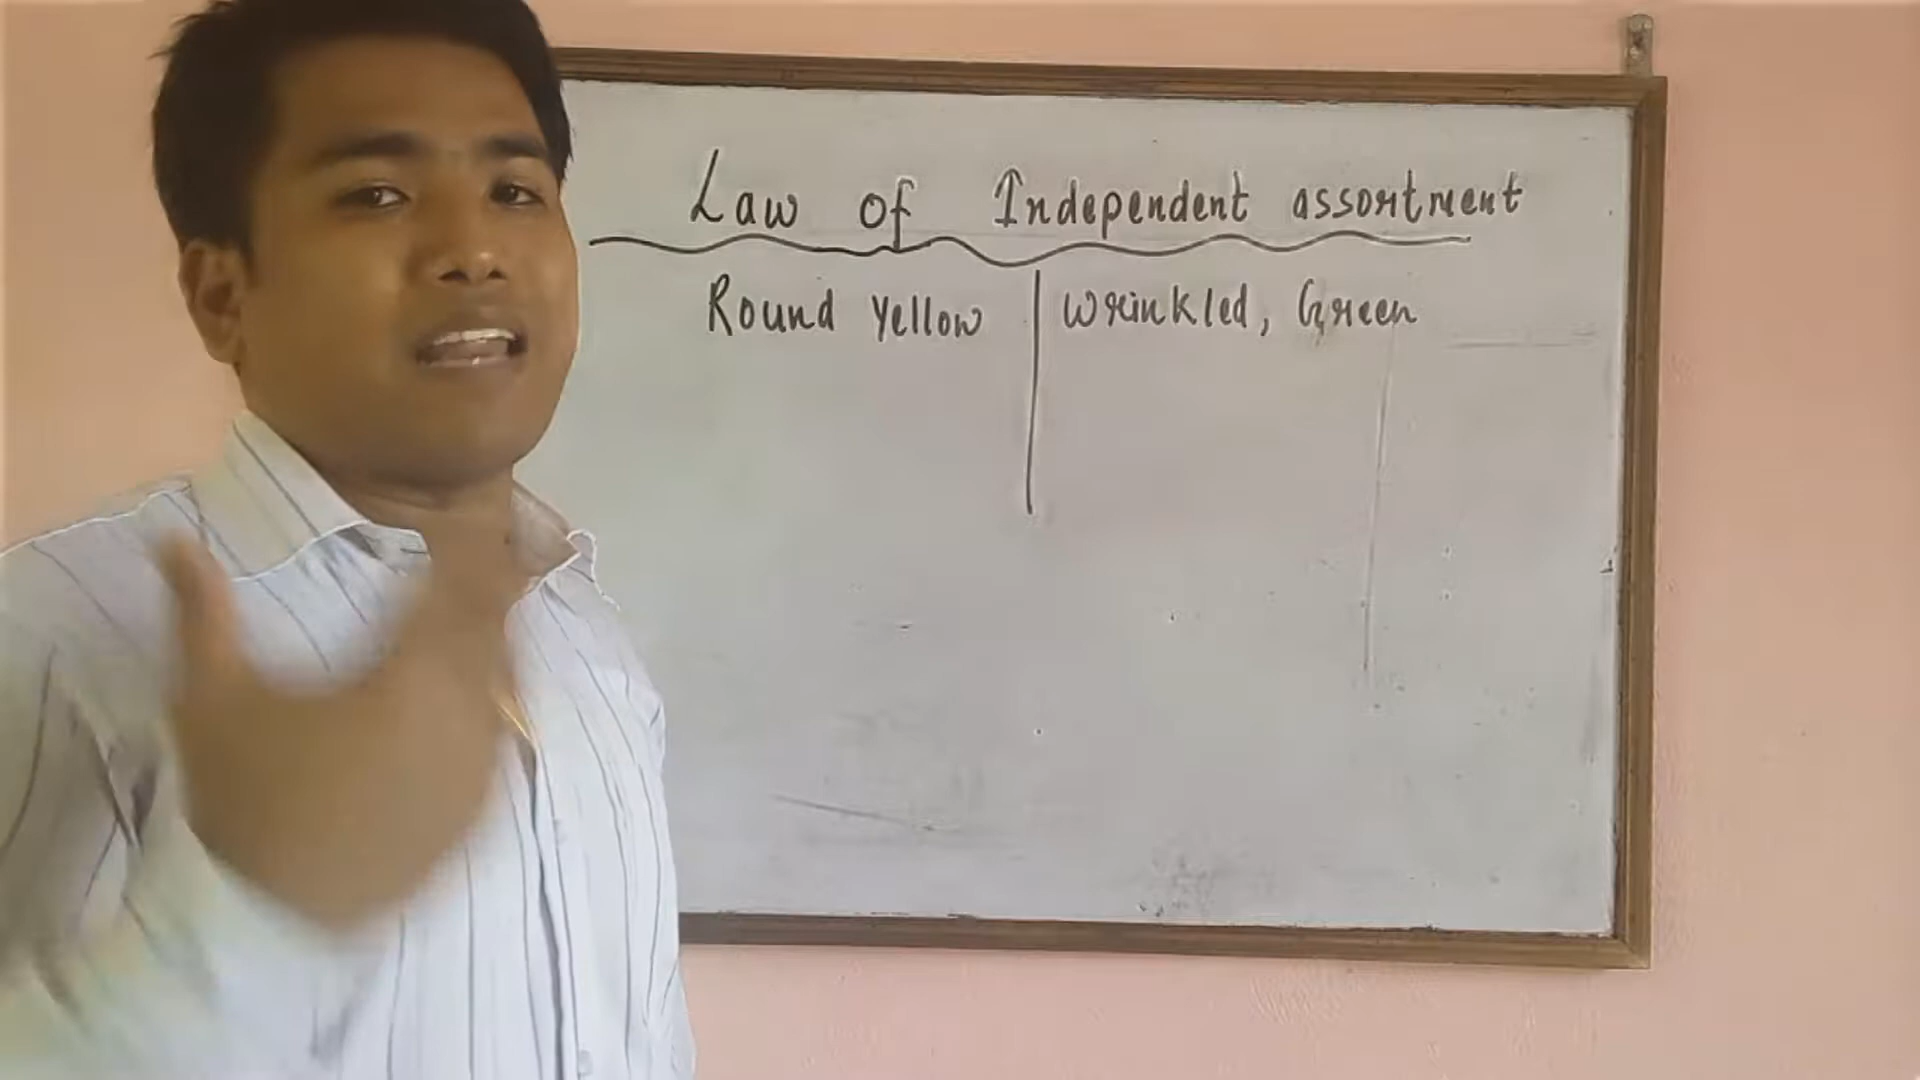 Law of Independent assortment
Round Yellow | Wrinkled, Green